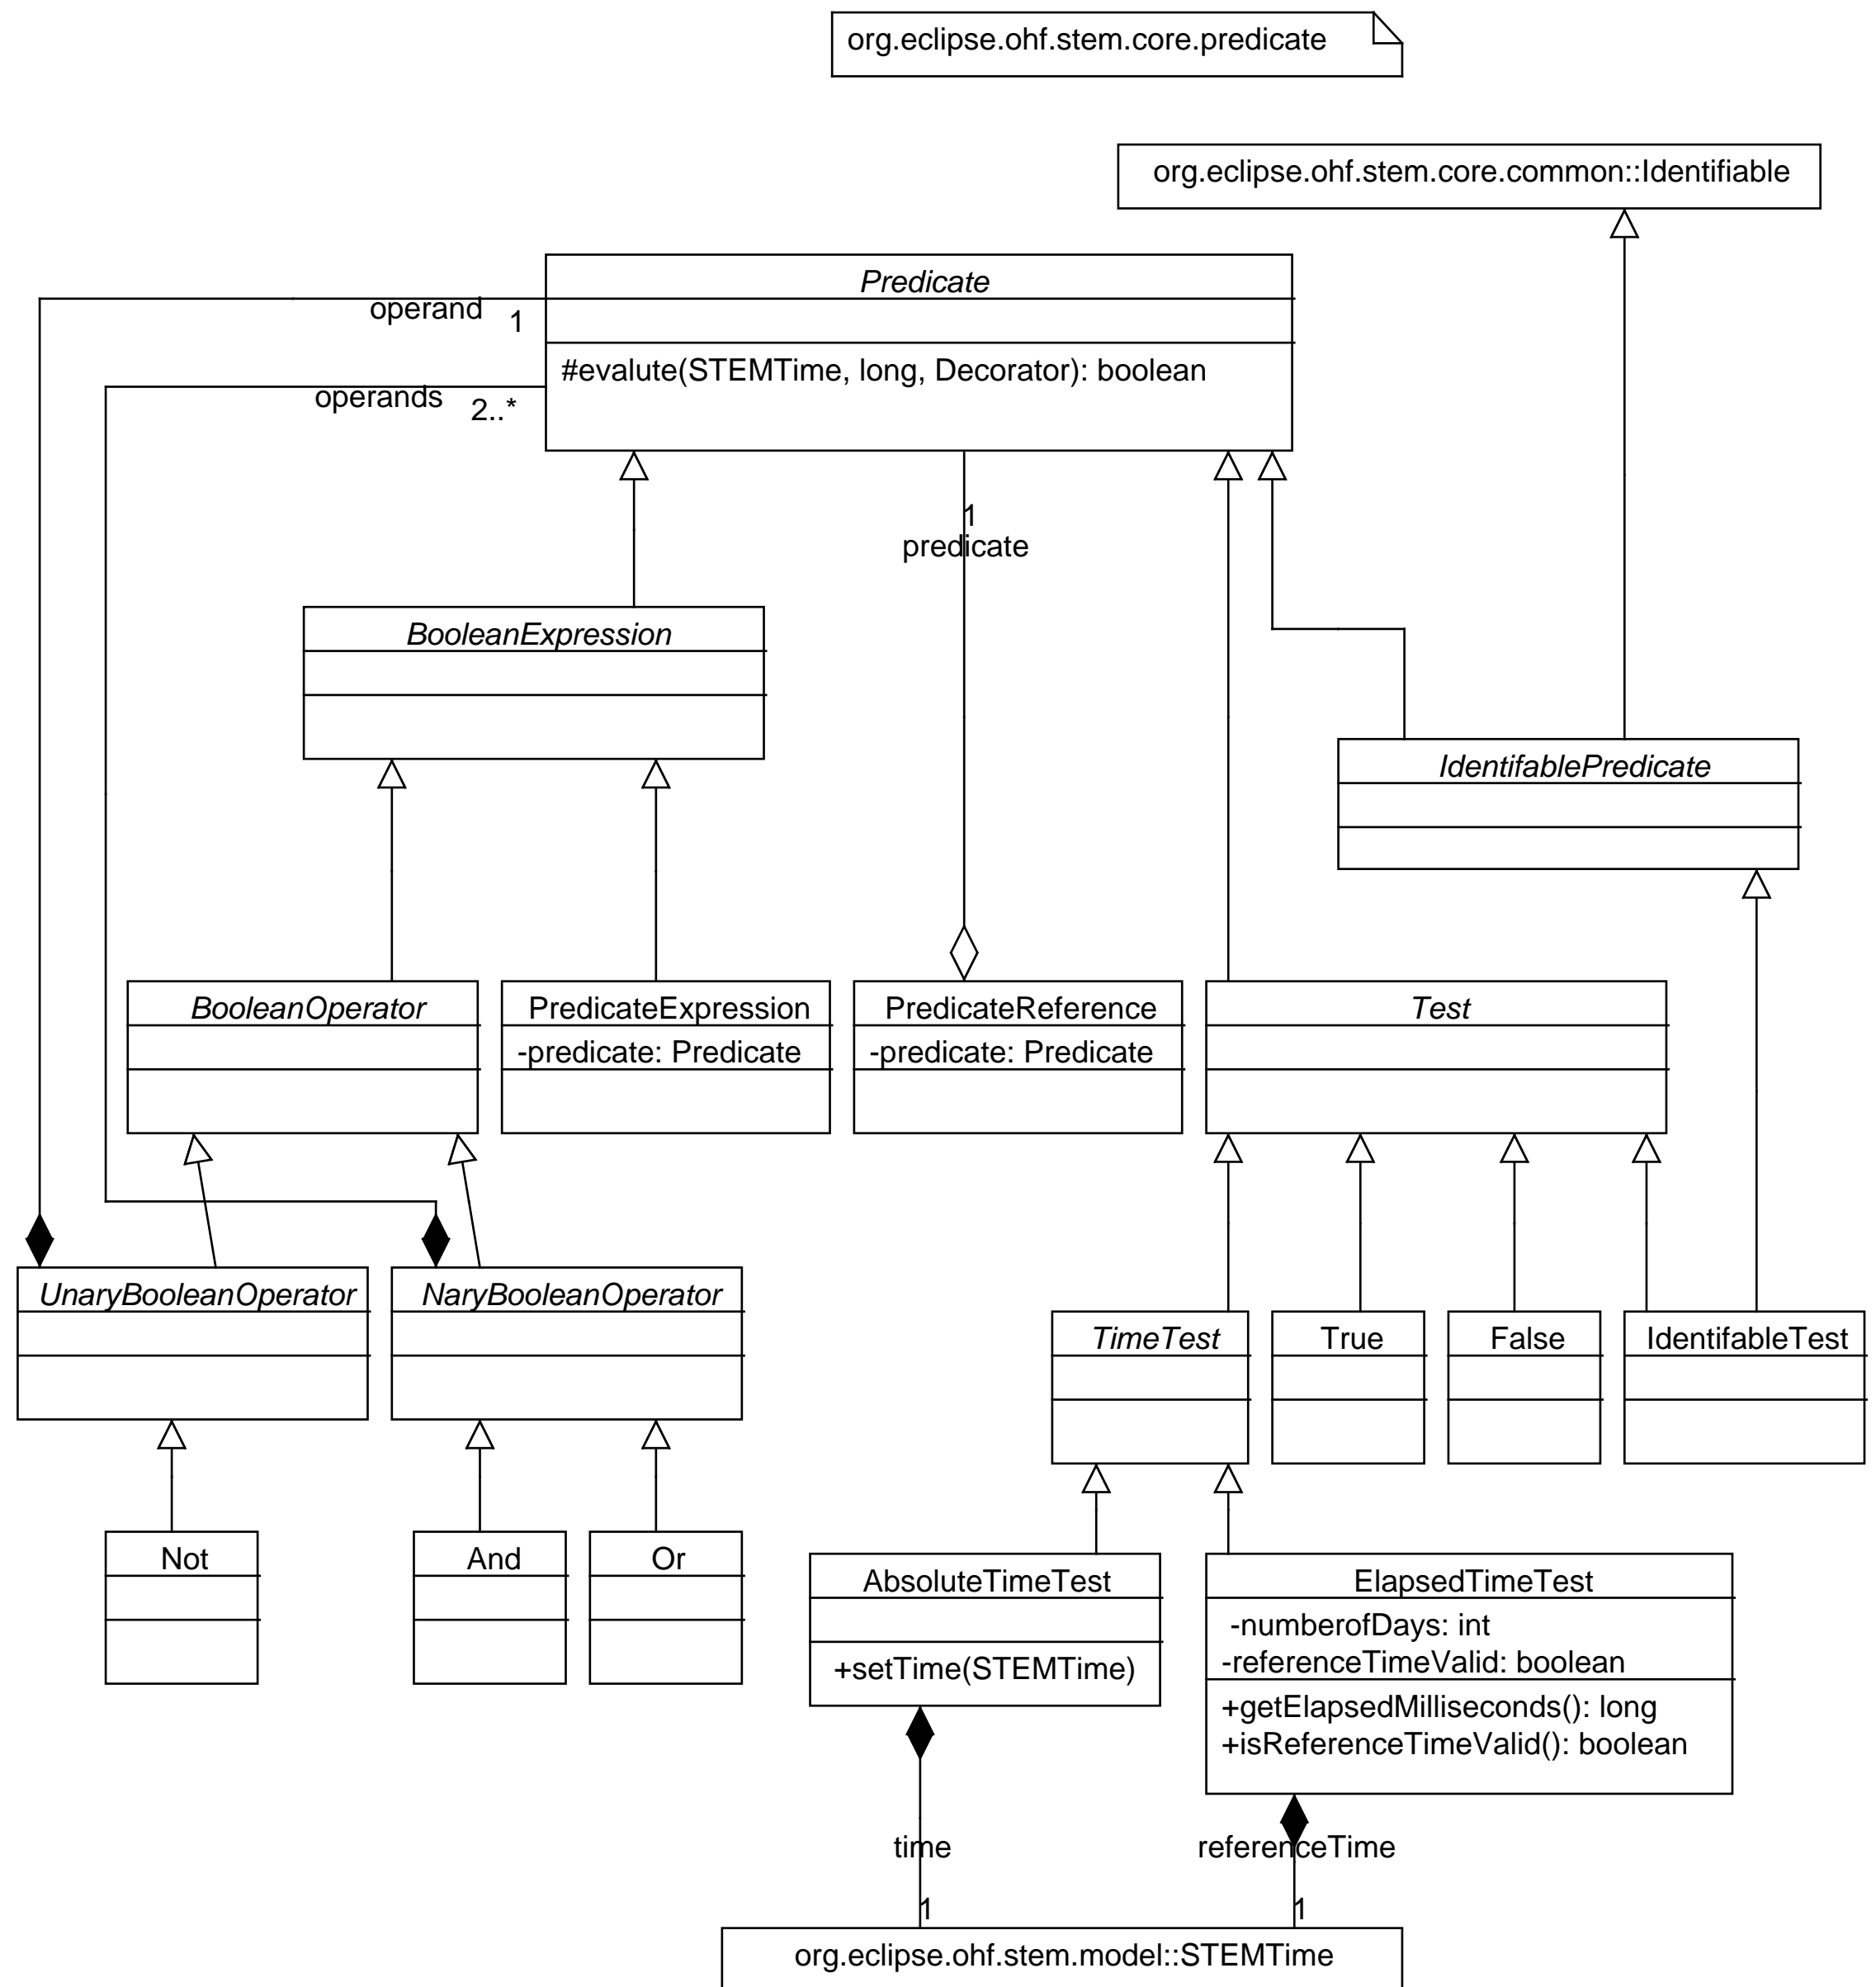 org.eclipse.ohf.stem.core.predicate
org.eclipse.ohf.stem.core.common::Identifiable
Predicate
operand
1
#evalute(STEMTime, long, Decorator): boolean
operands
2..*
1
predicate
BooleanExpression
IdentifablePredicate
BooleanOperator
PredicateExpression
-predicate: Predicate
PredicateReference
-predicate: Predicate
Test
UnaryBooleanOperator
NaryBooleanOperator
TimeTest
True
False
IdentifableTest
Not
And
Or
AbsoluteTimeTest
+setTime(STEMTime)
ElapsedTimeTest
-numberofDays: int
-referenceTimeValid: boolean
+getElapsedMilliseconds(): long
+isReferenceTimeValid(): boolean
time
referenceTime
1
1
org.eclipse.ohf.stem.model::STEMTime